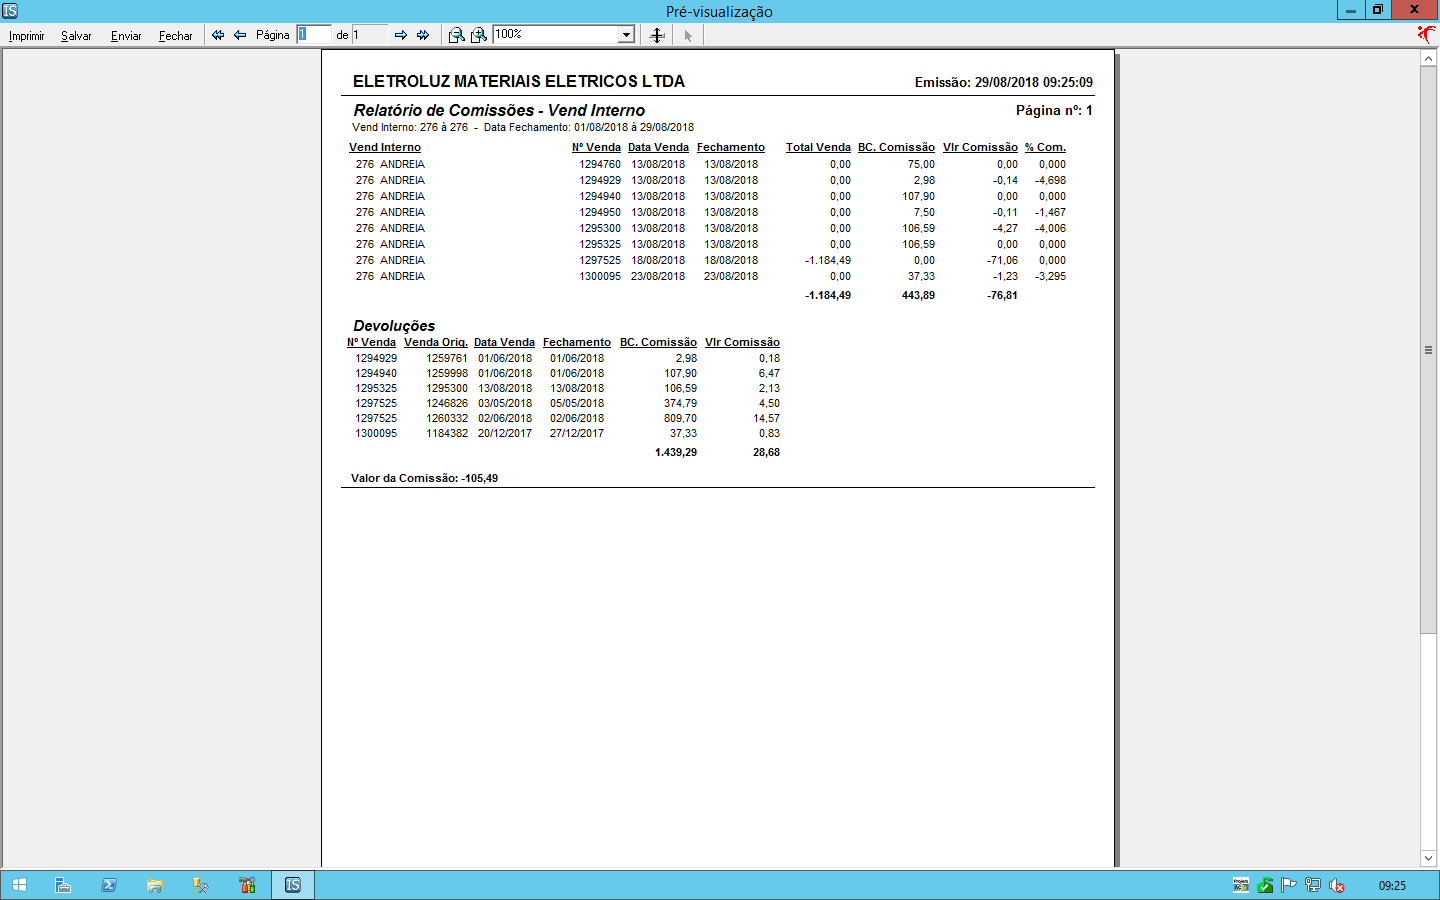 Pré-visualização
Imprimir Salvar Enviar Fechar Página 1 de 1 100%
ELETROLUZ MATERIAIS ELETRICOS LTDA Emissão: 29/08/2018 09:25:09
Relatório de Comissões - Vend Interno Página nº: 1
Vend Interno: 276 à 276 - Data Fechamento: 01/08/2018 à 29/08/2018
Vend Interno Nº Venda Data Venda Fechamento Total Venda BC. Comissão Vlr Comissão % Com.
276 ANDREIA 1294760 13/08/2018 13/08/2018 0,00 75,00 0,00 0,000
276 ANDREIA 1294929 13/08/2018 13/08/2018 0,00 2,98 -0,14 -4,698
276 ANDREIA 1294940 13/08/2018 13/08/2018 0,00 107,90 0,00 0,000
276 ANDREIA 1294950 13/08/2018 13/08/2018 0,00 7,50 -0,11 -1,467
276 ANDREIA 1295300 13/08/2018 13/08/2018 0,00 106,59 -4,27 -4,006
276 ANDREIA 1295325 13/08/2018 13/08/2018 0,00 106,59 0,00 0,000
276 ANDREIA 1297525 18/08/2018 18/08/2018 -1.184,49 0,00 -71,06 0,000
276 ANDREIA 1300095 23/08/2018 23/08/2018 0,00 37,33 -1,23 -3,295
-1.184,49 443,89 -76,81
Devoluções
Nº Venda Venda Orig. Data Venda Fechamento BC. Comissão Vlr Comissão
1294929 1259761 01/06/2018 01/06/2018 2,98 0,18
1294940 1259998 01/06/2018 01/06/2018 107,90 6,47
1295325 1295300 13/08/2018 13/08/2018 106,59 2,13
1297525 1246826 03/05/2018 05/05/2018 374,79 4,50
1297525 1260332 02/06/2018 02/06/2018 809,70 14,57
1300095 1184382 20/12/2017 27/12/2017 37,33 0,83
1.439,29 28,68
Valor da Comissão: -105,49
09:25